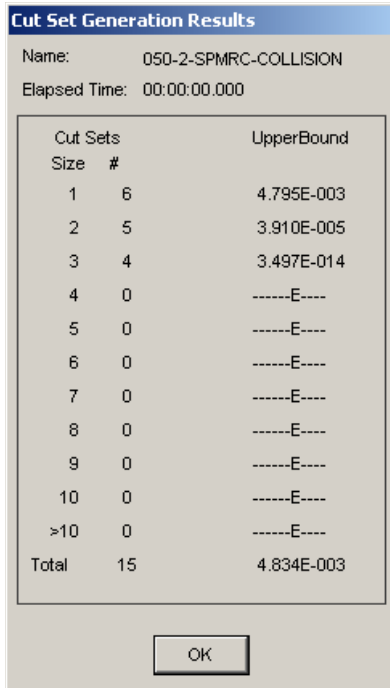 Cut Set Generation Results
Name: 050-2-SPMRC-COLLISION
Elapsed Time: 00:00:00.000
Cut Sets UpperBound
Size #
1 6 4.795E-003
2 5 3.910E-005
3 4 3.497E-014
4 0 ------E----
5 0 ------E----
6 0 ------E----
7 0 ------E----
8 0 ------E----
9 0 ------E----
10 0 ------E----
>10 0 ------E----
Total 15 4.834E-003
OK